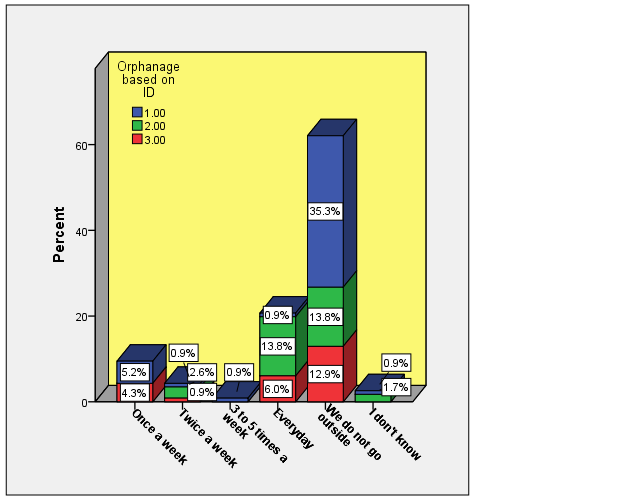 Orphanage
based on
ID
1.00
2.00
3.00
Percent
60
40
20
0
5.2%
4.3%
0.9%
2.6%
0.9%
0.9%
0.9%
13.8%
6.0%
35.3%
13.8%
12.9%
0.9%
1.7%
Once a week
Twice a week
3 to 5 times a
week
Everyday
We do not go
outside
I don't know